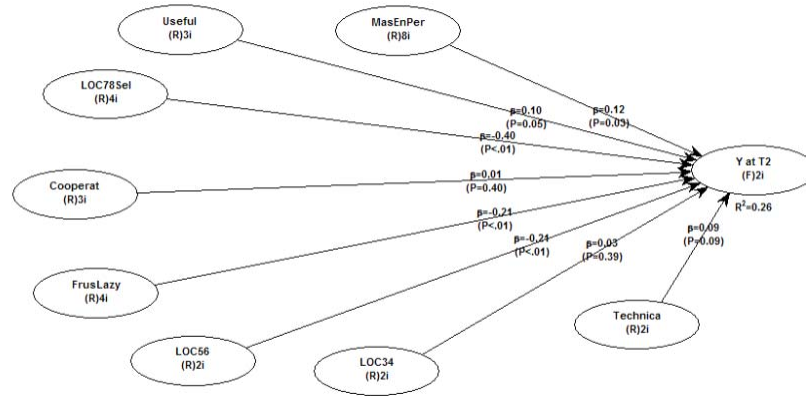 Useful
(R)3i
MasEnPer
(R)8i
LOC78Sel
(R)4i
β=0.10
(P=0.05)
β=0.12
(P=0.03)
β=-0.40
(P<.01)
Y at T2
(F)2i
R²=0.26
Cooperat
(R)3i
β=0.01
(P=0.40)
β=-0.21
(P<.01)
β=-0.21
(P<.01)
β=0.03
(P=0.39)
β=0.09
(P=0.09)
FrusLazy
(R)4i
Technica
(R)2i
LOC56
(R)2i
LOC34
(R)2i